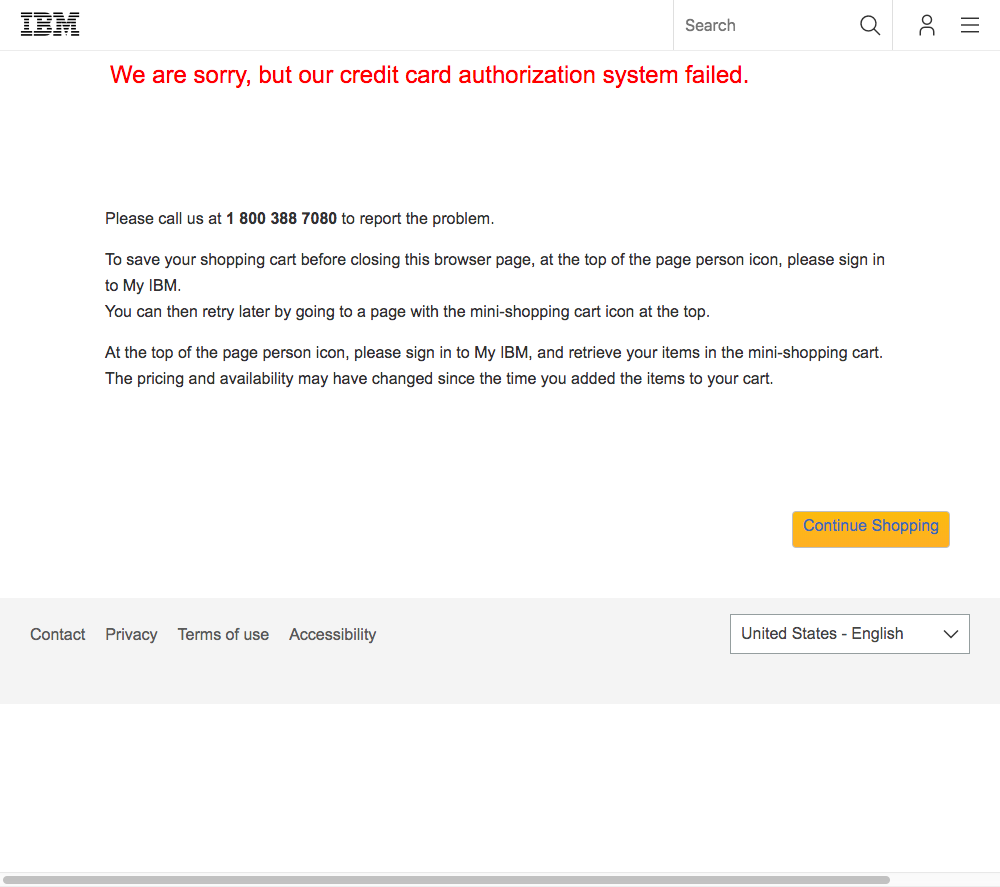 IBM
Search
We are sorry, but our credit card authorization system failed.
Please call us at 1 800 388 7080 to report the problem.
To save your shopping cart before closing this browser page, at the top of the page person icon, please sign in
to My IBM.
You can then retry later by going to a page with the mini-shopping cart icon at the top.
At the top of the page person icon, please sign in to My IBM, and retrieve your items in the mini-shopping cart.
The pricing and availability may have changed since the time you added the items to your cart.
Continue Shopping
Contact Privacy Terms of use Accessibility United States - English